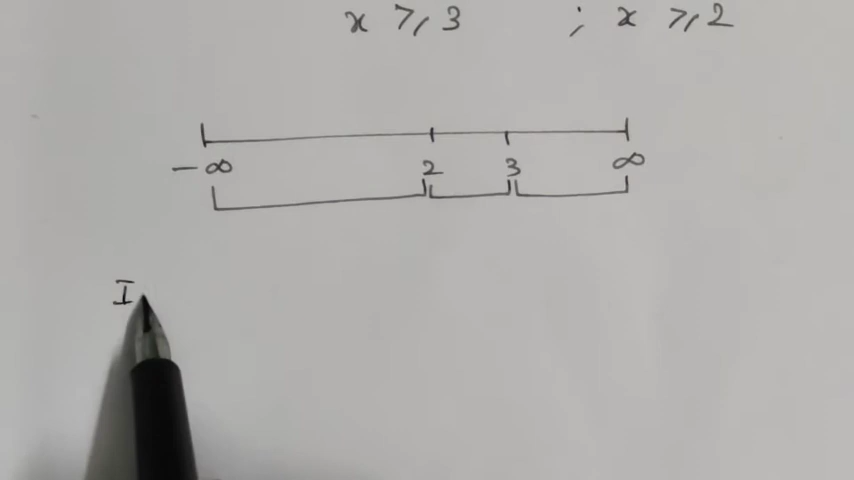 x ⩾ 3 ; x ⩾ 2
− ∞ 2 3 ∞
I